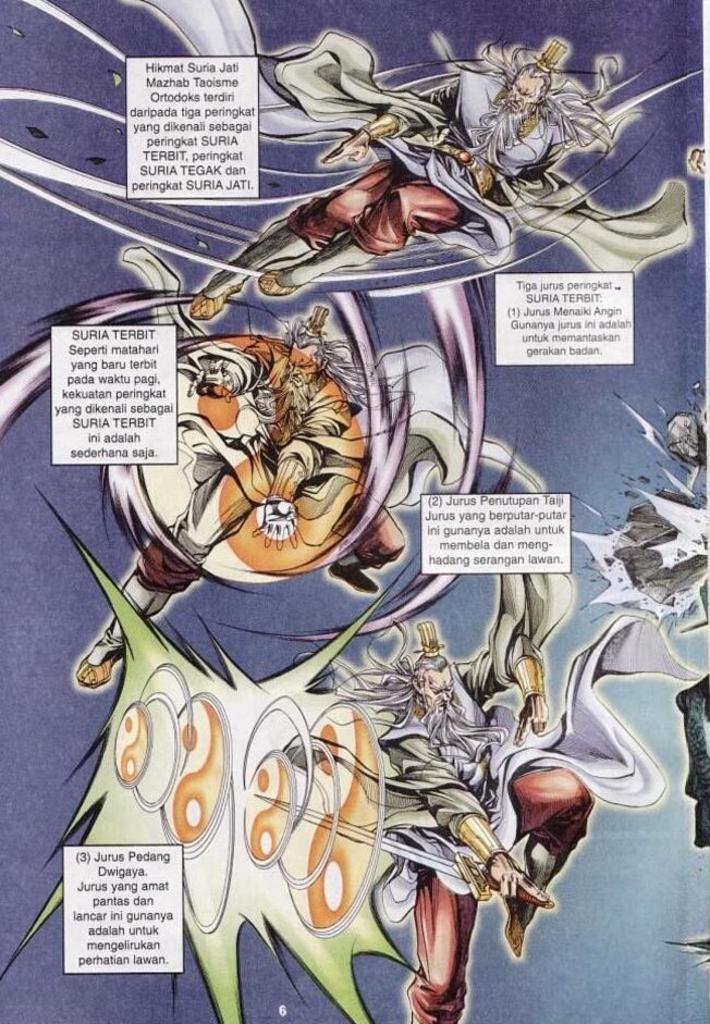 Hikmat Suria Jati
Mazhab Taoisme
Ortodoks terdiri
daripada tiga peringkat
yang dikenali sebagai
peringkat SURIA
TERBIT, peringkat
SURIA TEGAK dan
peringkat SURIA JATI.
Tiga jurus peringkat
SURIA TERBIT:
(1) Jurus Menaiki Angin
Gunanya jurus ini adalah
untuk memantaskan
gerakan badan.
SURIA TERBIT
Seperti matahari
yang baru terbit
pada waktu pagi,
kekuatan peringkat
yang dikenali sebagai
SURIA TERBIT
ini adalah
sederhana saja.
(2) Jurus Penutupan Taiji
Jurus yang berputar-putar
ini gunanya adalah untuk
membela dan meng-
hadang serangan lawan.
(3) Jurus Pedang
Dwigaya.
Jurus yang amat
pantas dan
lancar ini gunanya
adalah untuk
mengelirukan
perhatian lawan.
6